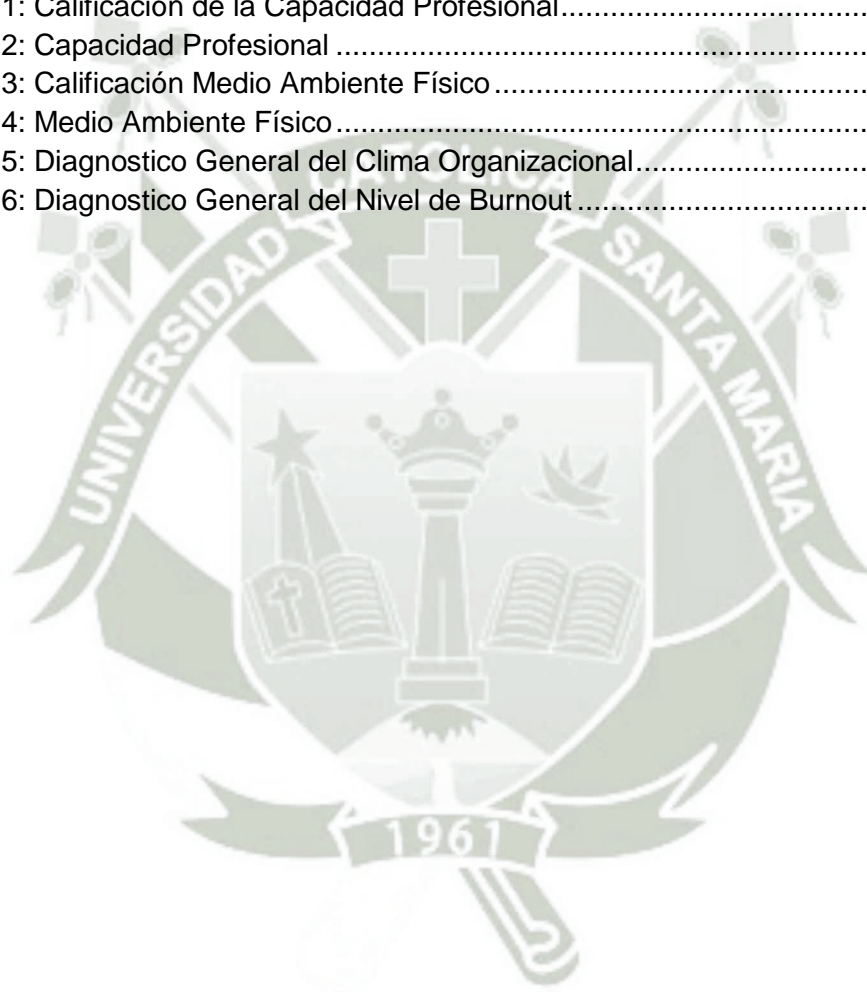 1: Calificación de la Capacidad Profesional..........................................
2: Capacidad Profesional ......................................................................
3: Calificación Medio Ambiente Físico ..................................................
4: Medio Ambiente Físico ......................................................................
5: Diagnostico General del Clima Organizacional................................
6: Diagnostico General del Nivel de Burnout .......................................
UNIVERSIDAD CATOLICA SANTA MARIA
1961